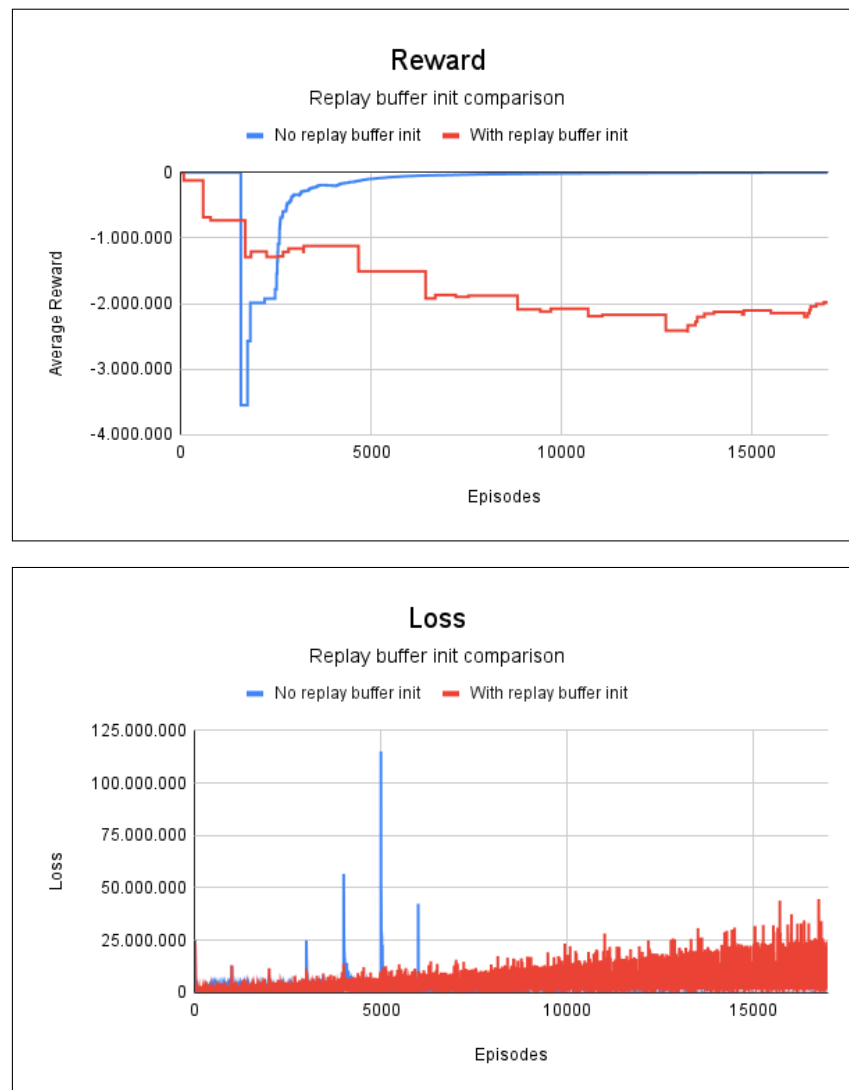 Reward
Replay buffer init comparison
No replay buffer init With replay buffer init
0
-1.000.000
-2.000.000
-3.000.000
-4.000.000
Average Reward
0 5000 10000 15000
Episodes
Loss
Replay buffer init comparison
No replay buffer init With replay buffer init
125.000.000
100.000.000
75.000.000
50.000.000
25.000.000
0
Loss
0 5000 10000 15000
Episodes